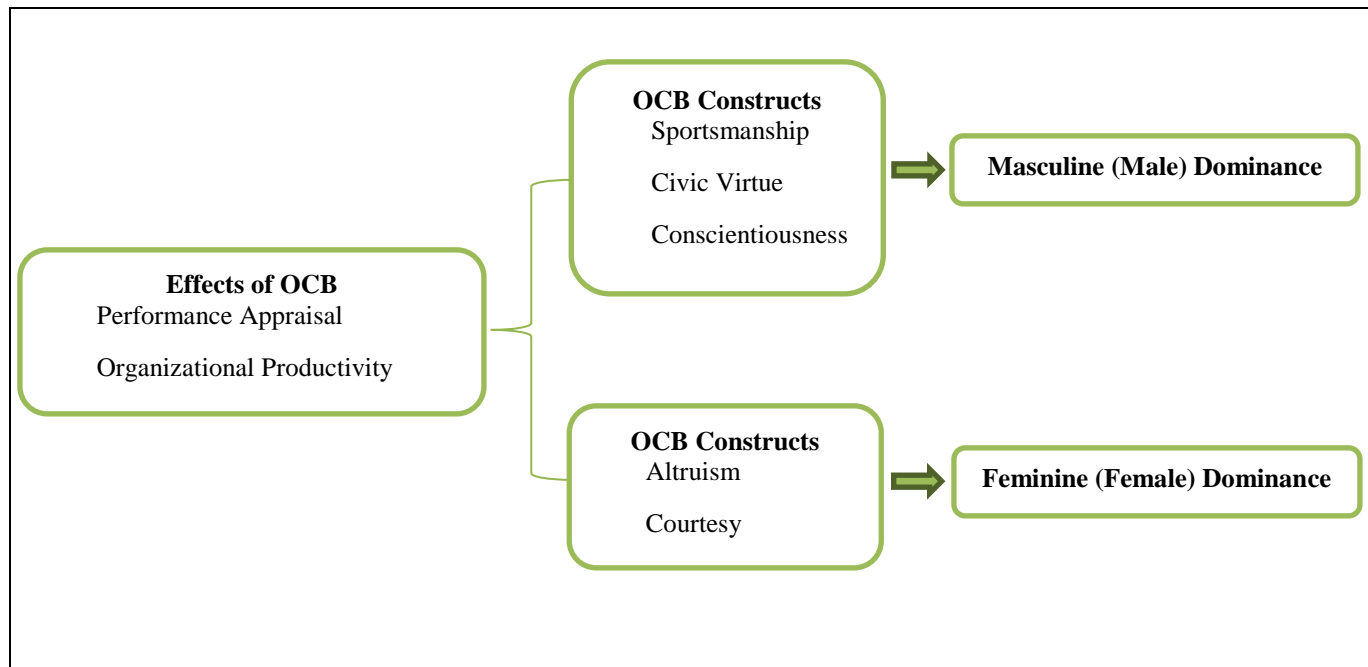 OCB Constructs
Sportsmanship
Civic Virtue
Conscientiousness
Masculine (Male) Dominance
Effects of OCB
Performance Appraisal
Organizational Productivity
OCB Constructs
Altruism
Courtesy
Feminine (Female) Dominance